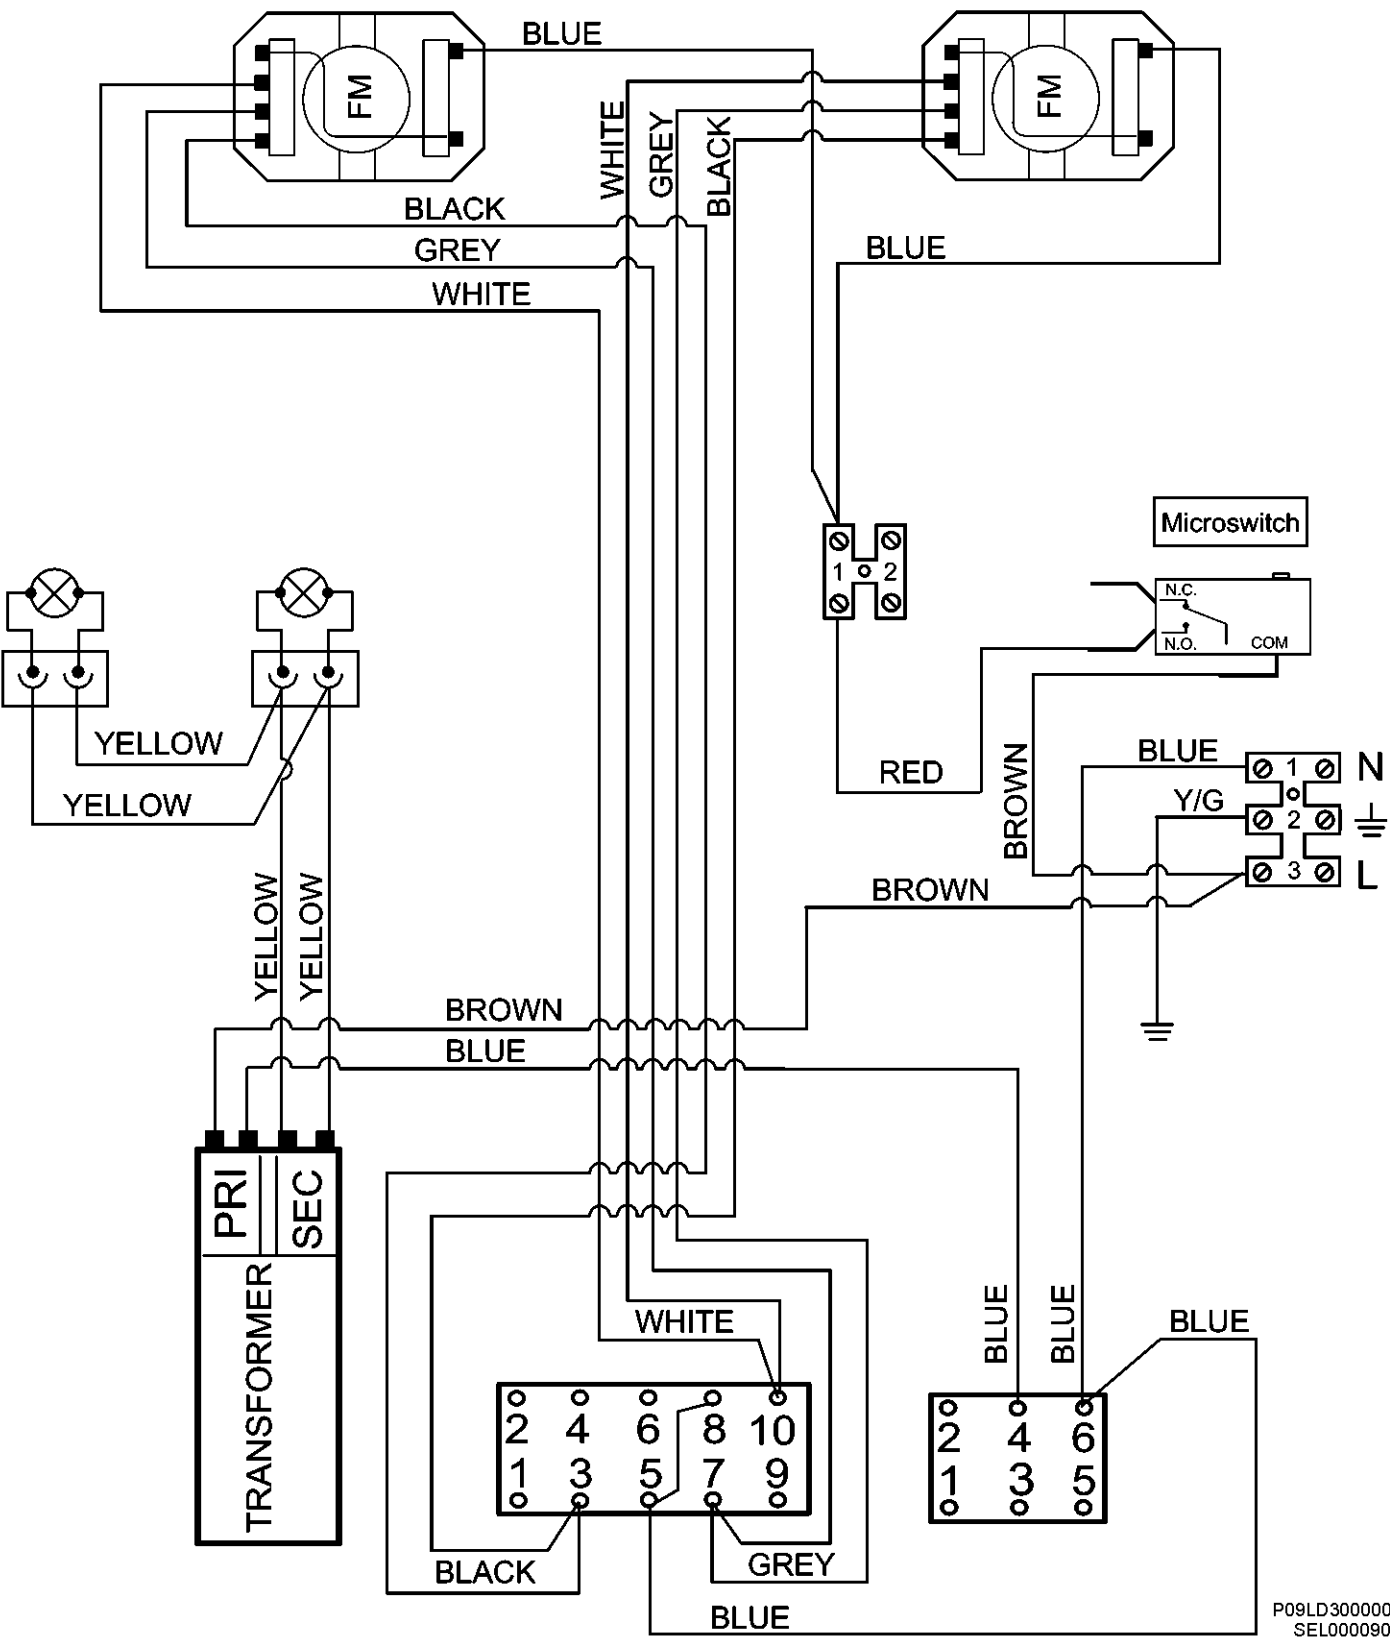 BLUE
FM
FM
WHITE
GREY
BLACK
BLACK
GREY
WHITE
BLUE
Microswitch
1 2
N.C.
N.O.
COM
YELLOW
YELLOW
RED
BROWN
BLUE
1
N
Y/G
2
3
L
BROWN
YELLOW
YELLOW
BROWN
BLUE
PRI
SEC
TRANSFORMER
WHITE
BLUE
BLUE
BLUE
2 4 6 8 10
1 3 5 7 9
2 4 6
1 3 5
BLACK
GREY
BLUE
P09LD300000
SEL000090